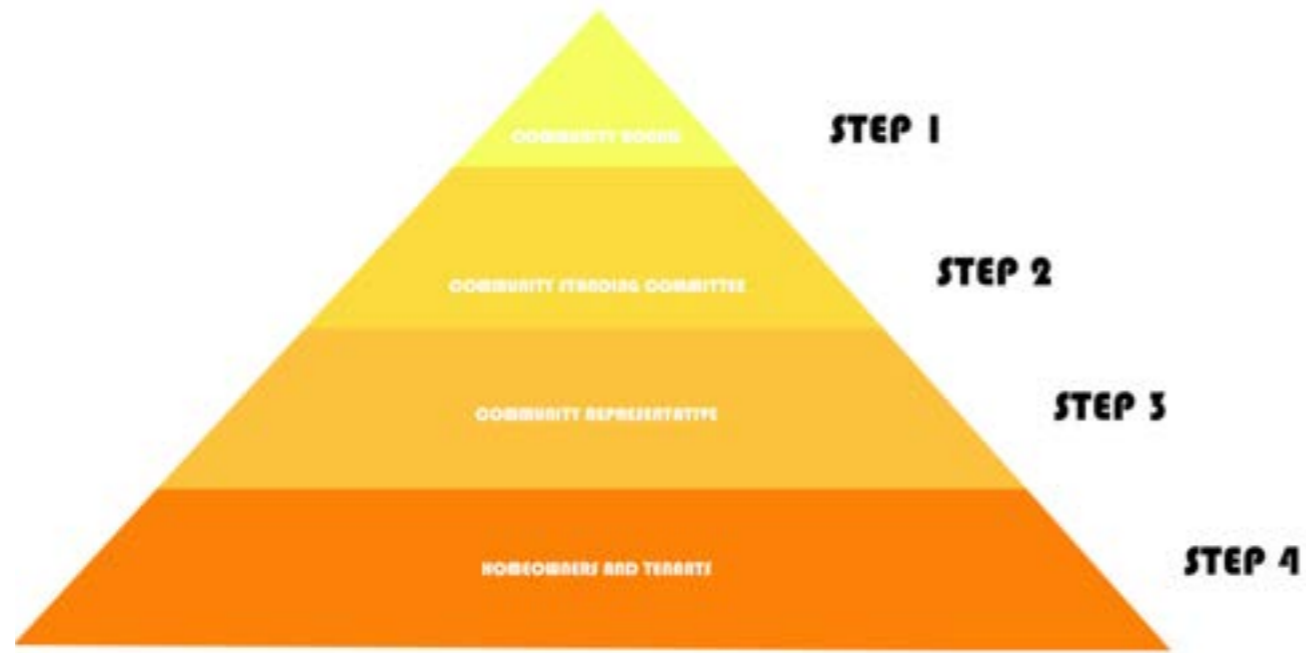 COMMUNITY BOARD
STEP 1
COMMUNITY STANDING COMMITTEE
STEP 2
COMMUNITY REPRESENTATIVE
STEP 3
HOMEOWNERS AND TENANTS
STEP 4